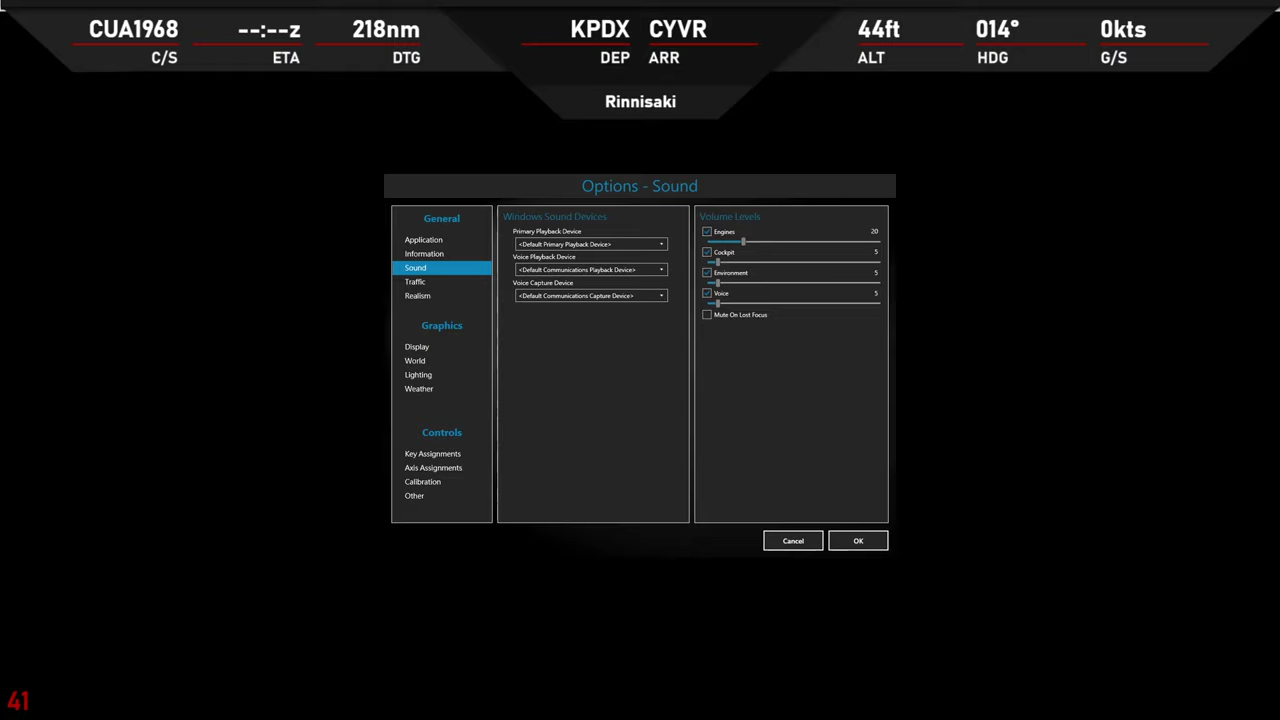 CUA1968 --:--z 218nm KPDX CYVR 44ft 014° 0kts
C/S ETA DTG DEP ARR ALT HDG G/S
Rinnisaki
Options - Sound
General
Application
Information
Sound
Traffic
Realism
Graphics
Display
World
Lighting
Weather
Controls
Key Assignments
Axis Assignments
Calibration
Other
Windows Sound Devices
Primary Playback Device
<Default Primary Playback Device>
Voice Playback Device
<Default Communications Playback Device>
Voice Capture Device
<Default Communications Capture Device>
Volume Levels
Engines 20
Cockpit 5
Environment 5
Voice 5
Mute On Lost Focus
Cancel OK
41